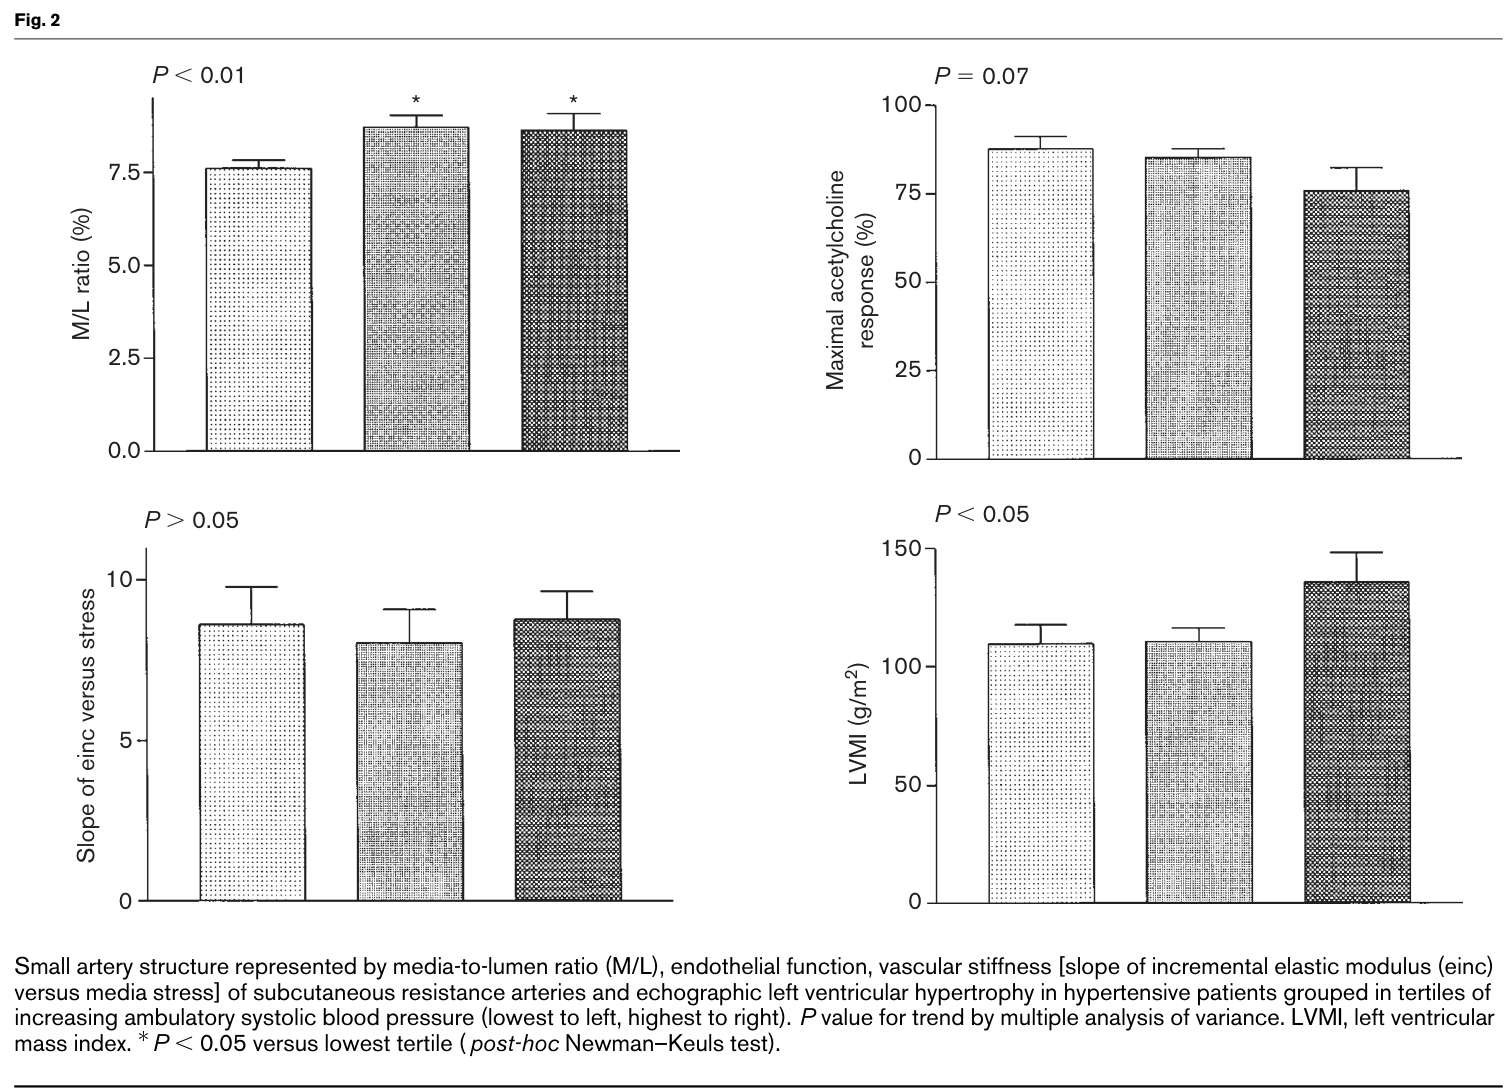 Fig. 2
P < 0.01
M/L ratio (%)
7.5
5.0
2.5
0.0
*
*
P = 0.07
Maximal acetylcholine
response (%)
100
75
50
25
0
P > 0.05
Slope of einc versus stress
10
5
0
P < 0.05
LVMI (g/m²)
150
100
50
0
Small artery structure represented by media-to-lumen ratio (M/L), endothelial function, vascular stiffness [slope of incremental elastic modulus (einc)
versus media stress] of subcutaneous resistance arteries and echographic left ventricular hypertrophy in hypertensive patients grouped in tertiles of
increasing ambulatory systolic blood pressure (lowest to left, highest to right). P value for trend by multiple analysis of variance. LVMI, left ventricular
mass index. *P < 0.05 versus lowest tertile (post-hoc Newman–Keuls test).